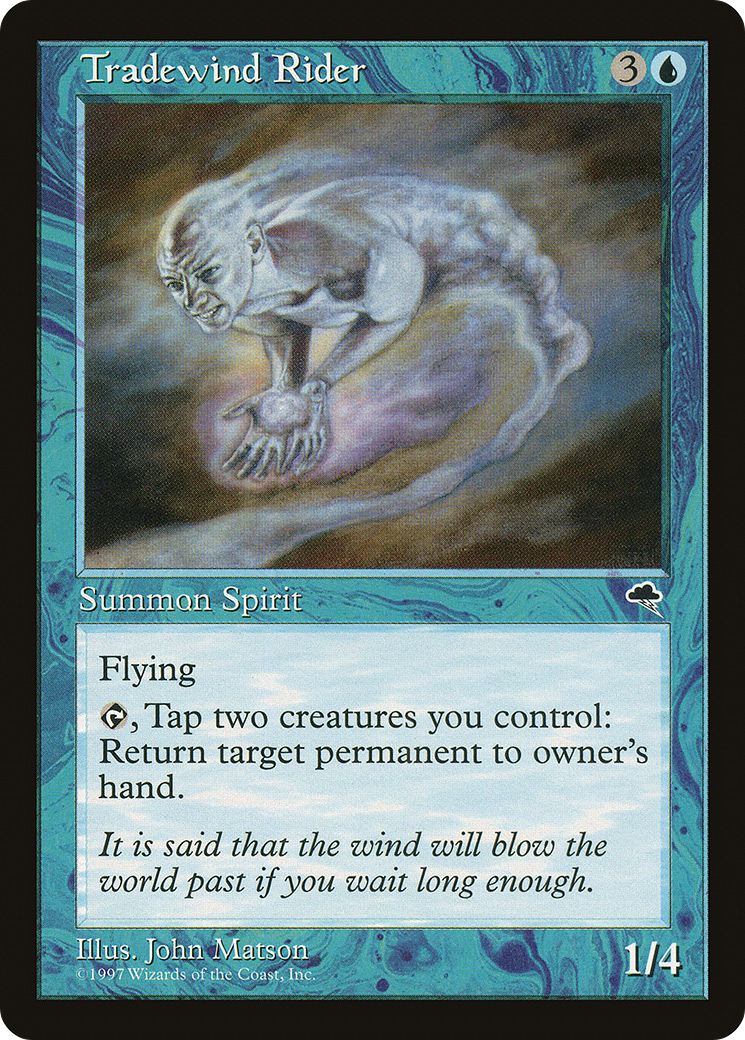 Tradewind Rider 3
Summon Spirit
Flying
, Tap two creatures you control:
Return target permanent to owner's
hand.
It is said that the wind will blow the
world past if you wait long enough.
Illus. John Matson
©1997 Wizards of the Coast, Inc.
1/4